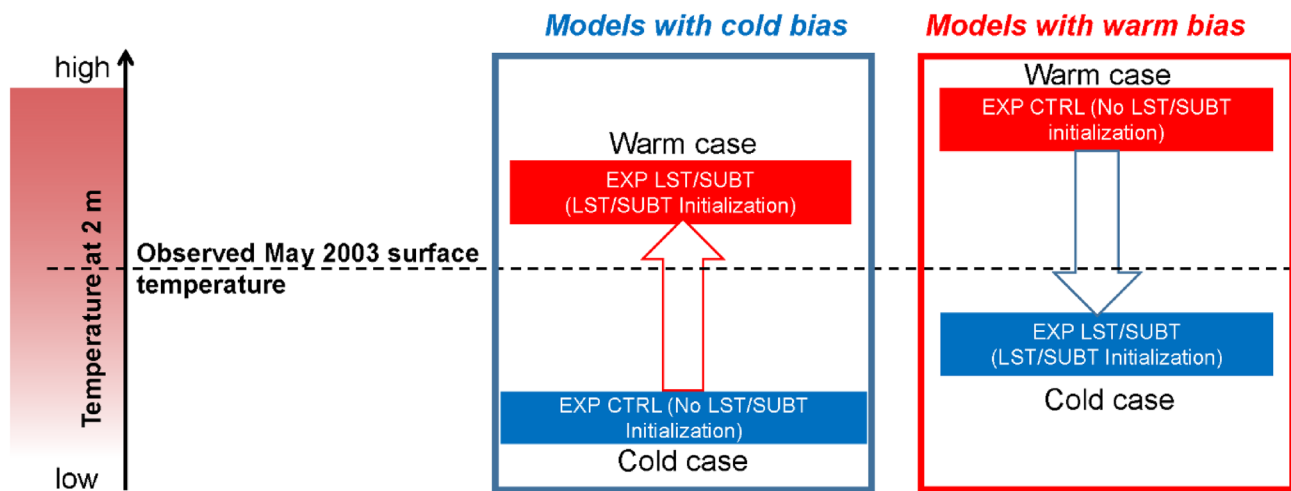 Models with cold bias
Models with warm bias
high
Temperature at 2 m
low
Observed May 2003 surface
temperature
Warm case
EXP LST/SUBT
(LST/SUBT Initialization)
EXP CTRL (No LST/SUBT
Initialization)
Cold case
Warm case
EXP CTRL (No LST/SUBT
initialization)
EXP LST/SUBT
(LST/SUBT Initialization)
Cold case